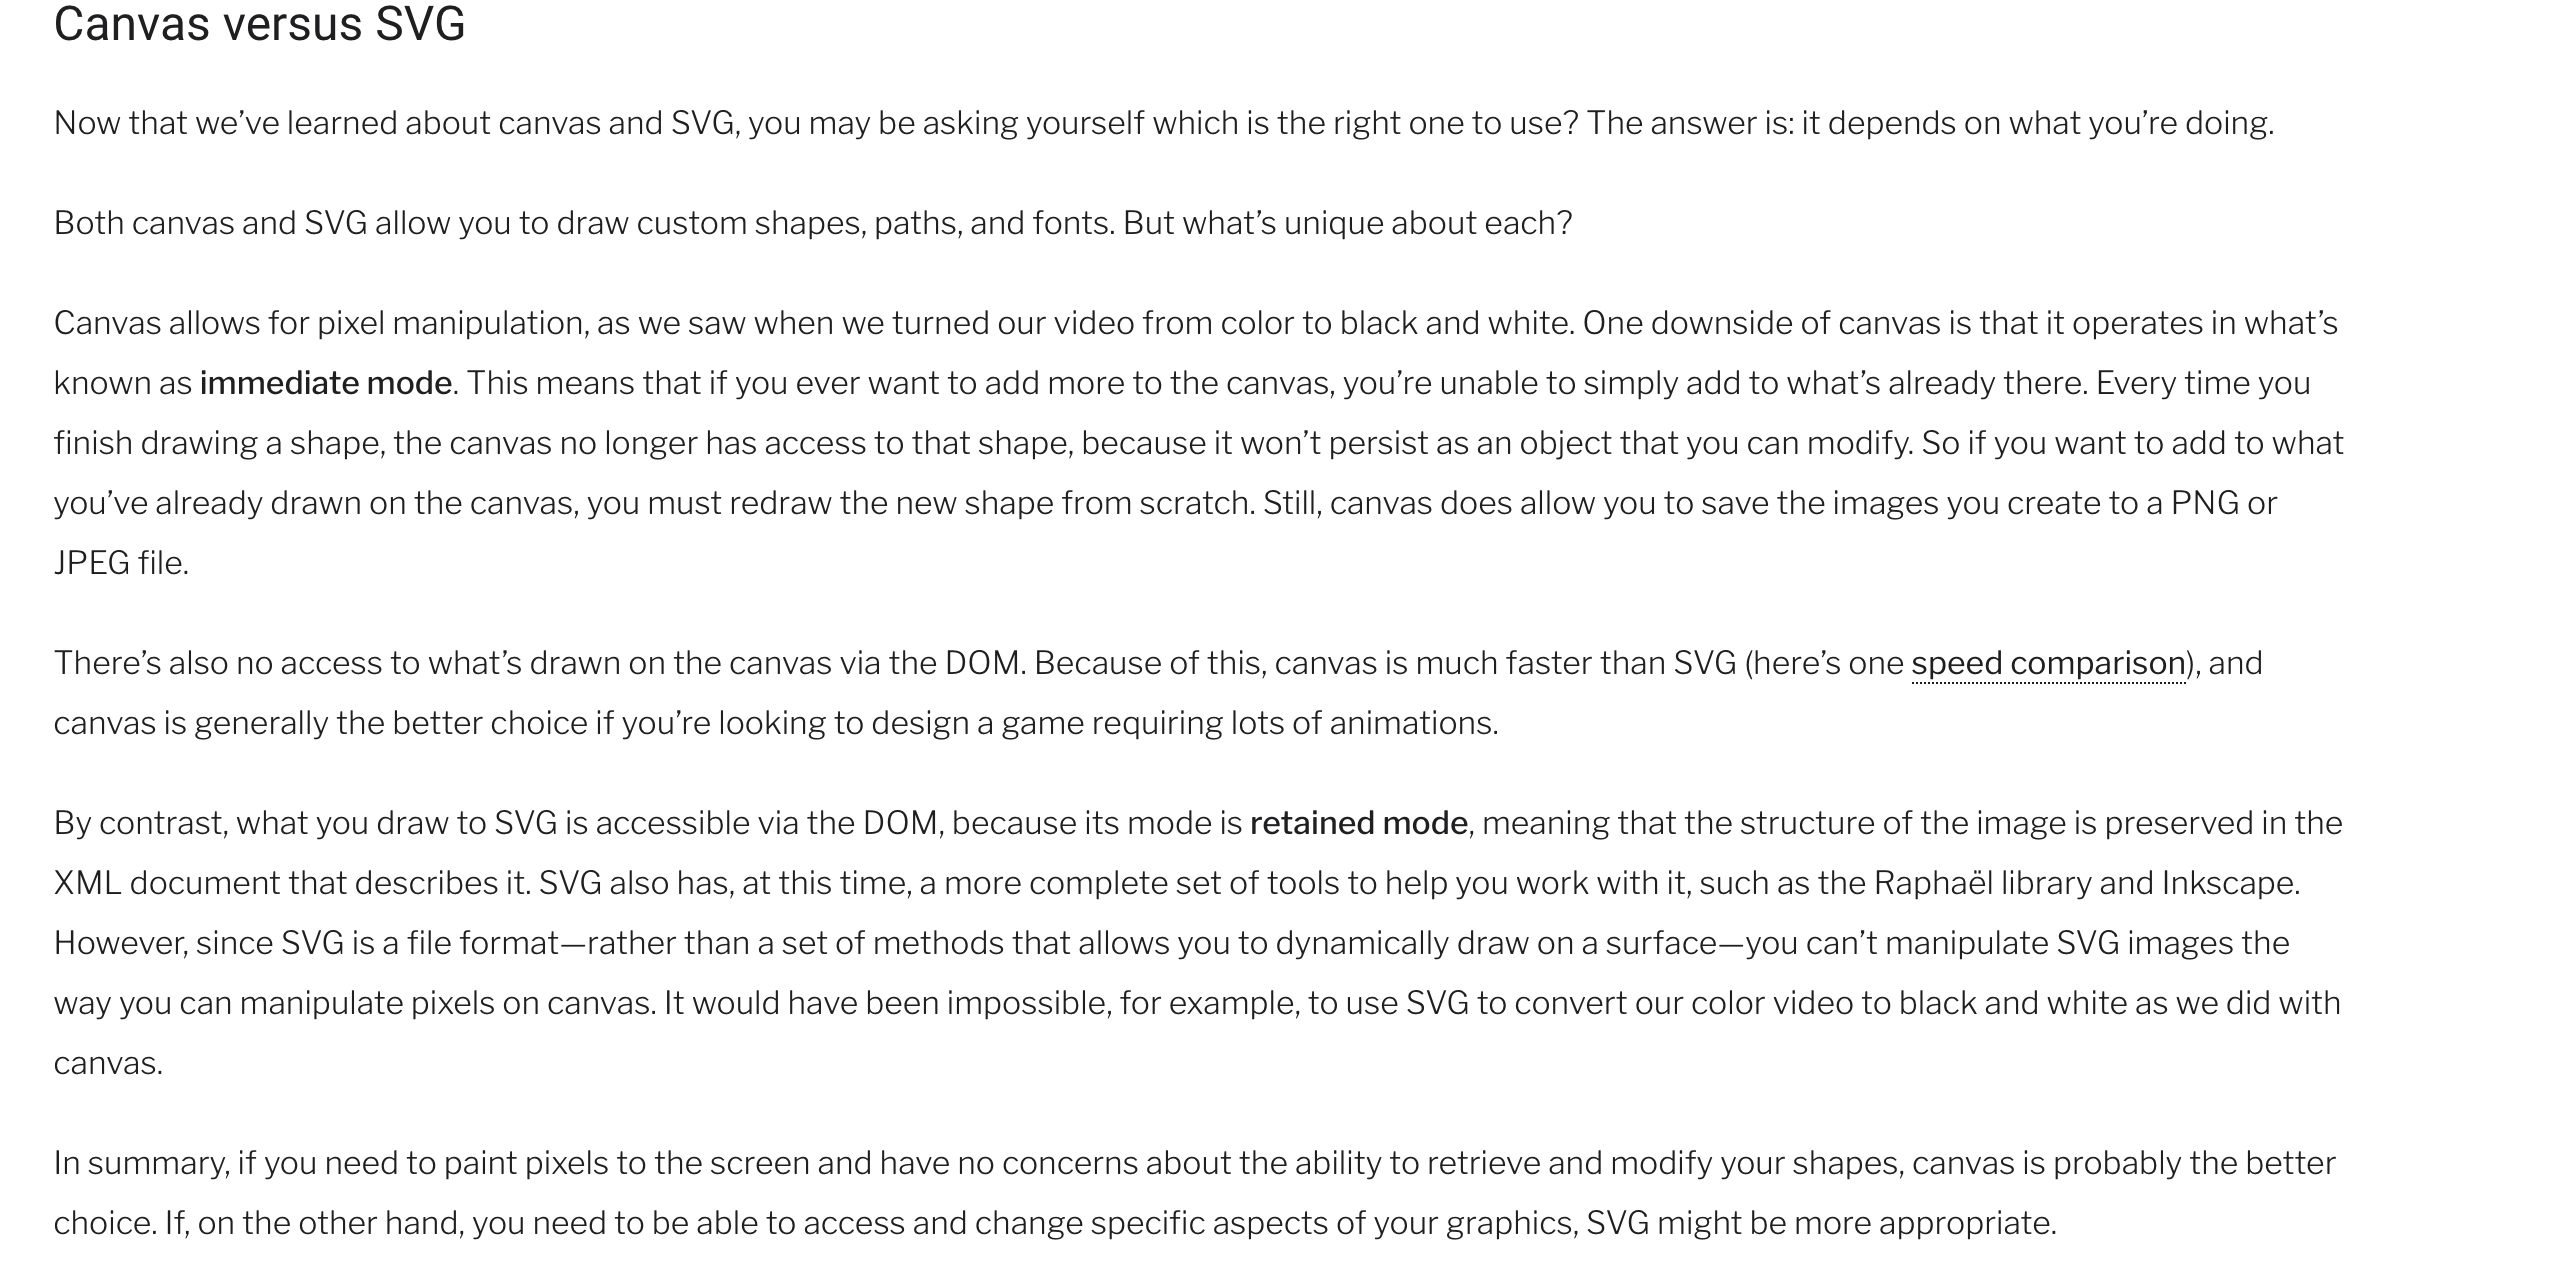 Canvas versus SVG
Now that we’ve learned about canvas and SVG, you may be asking yourself which is the right one to use? The answer is: it depends on what you’re doing.
Both canvas and SVG allow you to draw custom shapes, paths, and fonts. But what’s unique about each?
Canvas allows for pixel manipulation, as we saw when we turned our video from color to black and white. One downside of canvas is that it operates in what’s
known as immediate mode. This means that if you ever want to add more to the canvas, you’re unable to simply add to what’s already there. Every time you
finish drawing a shape, the canvas no longer has access to that shape, because it won’t persist as an object that you can modify. So if you want to add to what
you’ve already drawn on the canvas, you must redraw the new shape from scratch. Still, canvas does allow you to save the images you create to a PNG or
JPEG file.
There’s also no access to what’s drawn on the canvas via the DOM. Because of this, canvas is much faster than SVG (here’s one speed comparison), and
canvas is generally the better choice if you’re looking to design a game requiring lots of animations.
By contrast, what you draw to SVG is accessible via the DOM, because its mode is retained mode, meaning that the structure of the image is preserved in the
XML document that describes it. SVG also has, at this time, a more complete set of tools to help you work with it, such as the Raphaël library and Inkscape.
However, since SVG is a file format—rather than a set of methods that allows you to dynamically draw on a surface—you can’t manipulate SVG images the
way you can manipulate pixels on canvas. It would have been impossible, for example, to use SVG to convert our color video to black and white as we did with
canvas.
In summary, if you need to paint pixels to the screen and have no concerns about the ability to retrieve and modify your shapes, canvas is probably the better
choice. If, on the other hand, you need to be able to access and change specific aspects of your graphics, SVG might be more appropriate.